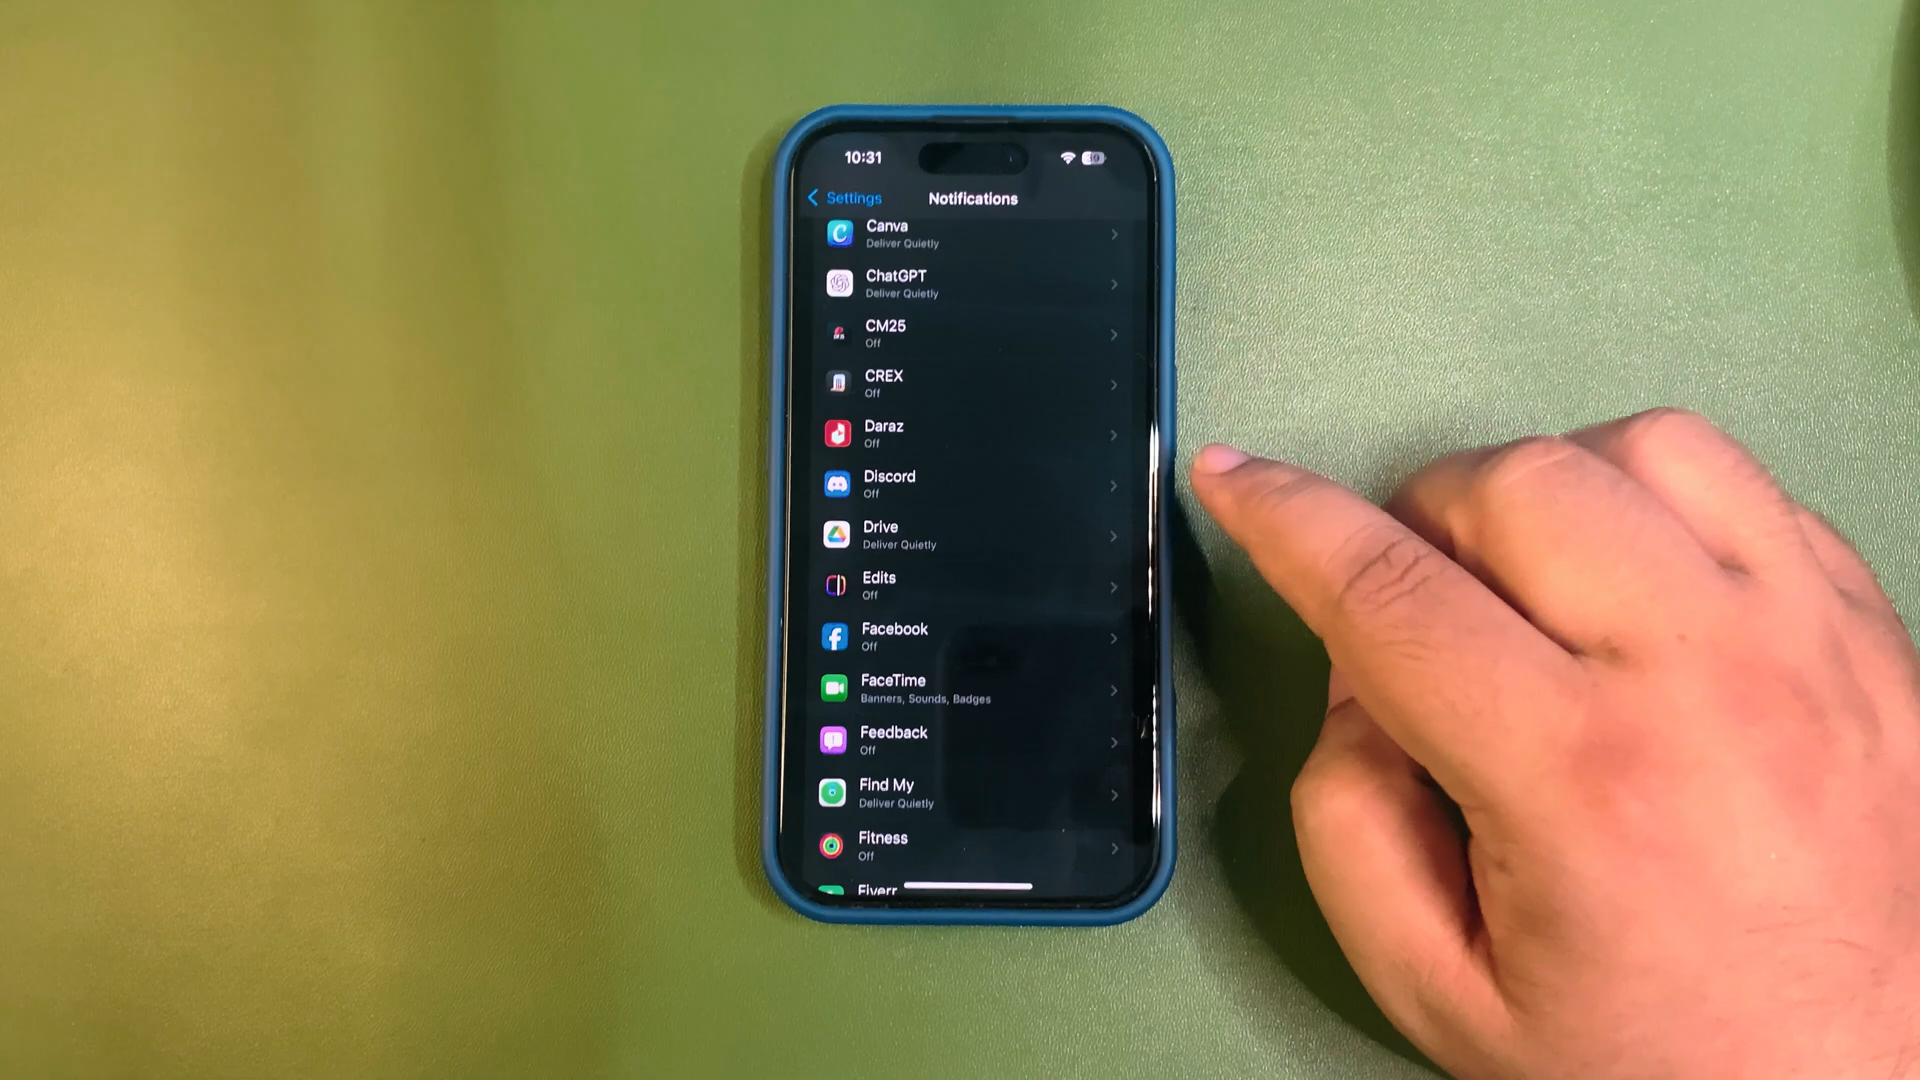 10:31
Settings
Notifications
Canva
Deliver Quietly
ChatGPT
Deliver Quietly
CM25
Off
CREX
Off
Daraz
Off
Discord
Off
Drive
Deliver Quietly
Edits
Off
Facebook
Off
FaceTime
Banners, Sounds, Badges
Feedback
Off
Find My
Deliver Quietly
Fitness
Off
Fiverr